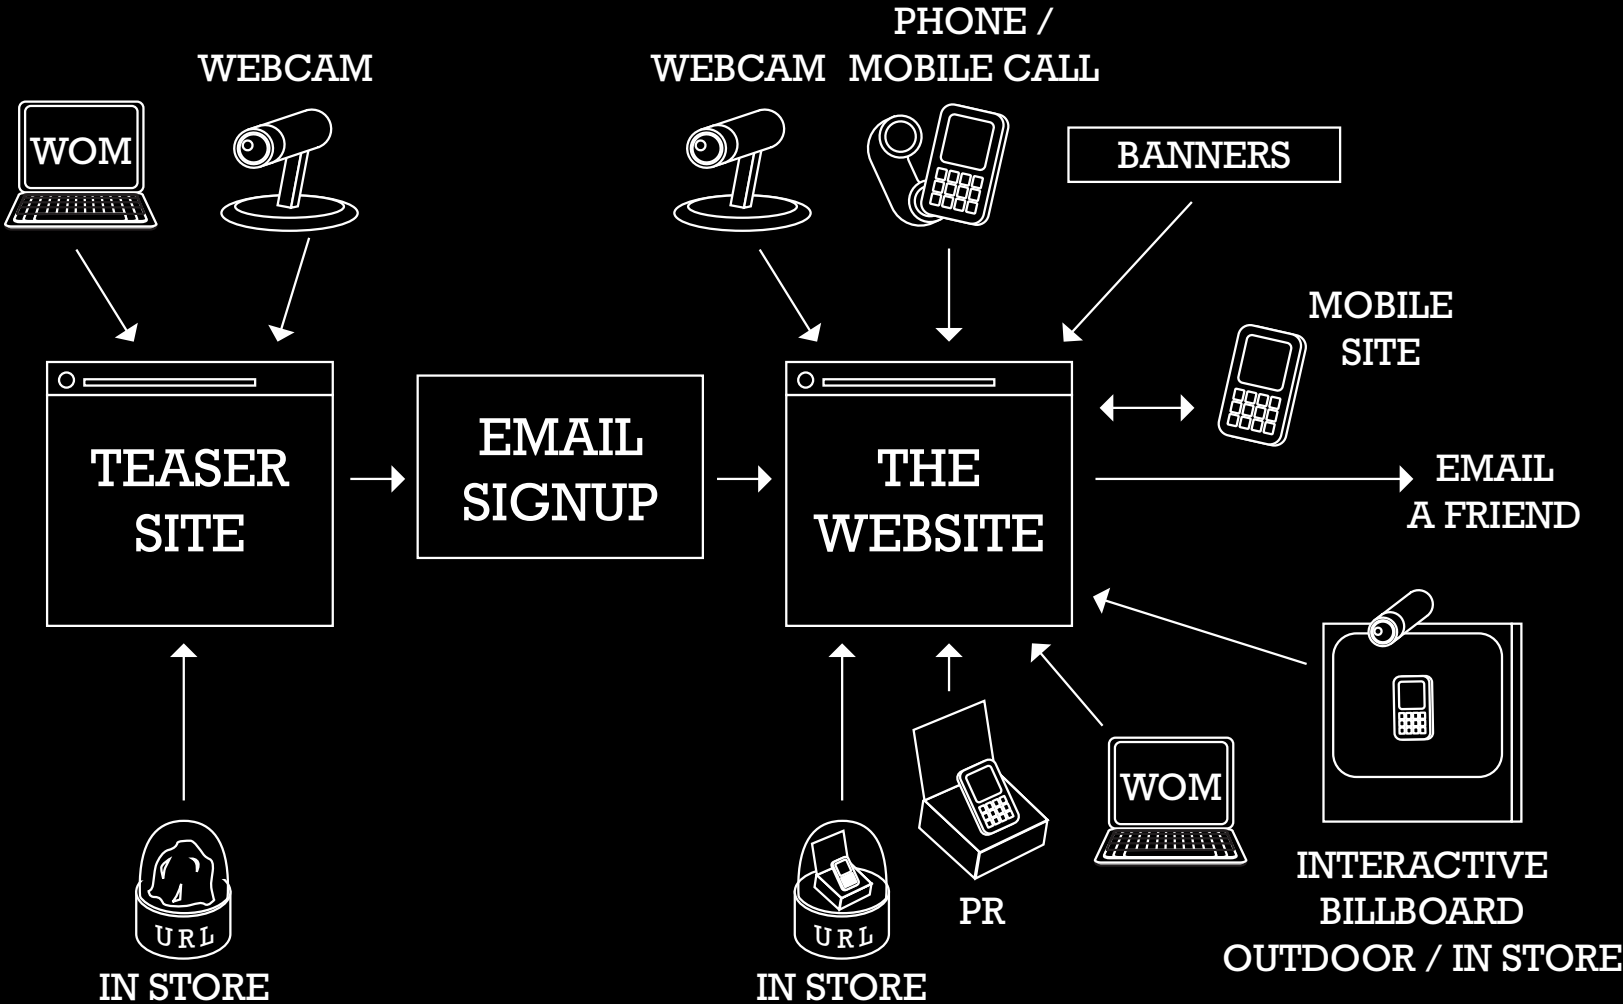 PHONE /
WEBCAM
WEBCAM
MOBILE CALL
WOM
BANNERS
MOBILE
SITE
TEASER
SITE
EMAIL
SIGNUP
THE
WEBSITE
EMAIL
A FRIEND
WOM
INTERACTIVE
BILLBOARD
OUTDOOR / IN STORE
PR
URL
IN STORE
URL
IN STORE